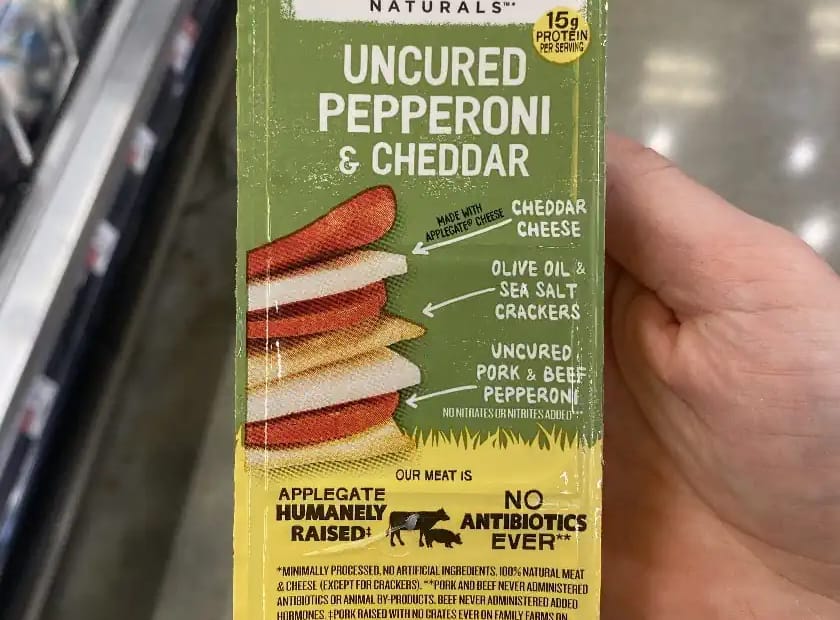 NATURALS™*
15g
PROTEIN
PER SERVING
UNCURED
PEPPERONI
& CHEDDAR
MADE WITH
APPLEGATE® CHEESE
CHEDDAR
CHEESE
OLIVE OIL &
SEA SALT
CRACKERS
UNCURED
PORK & BEEF
PEPPERONI
NO NITRATES OR NITRITES ADDED
OUR MEAT IS
APPLEGATE
HUMANELY
RAISED‡
NO
ANTIBIOTICS
EVER**
*MINIMALLY PROCESSED. NO ARTIFICIAL INGREDIENTS. 100% NATURAL MEAT
& CHEESE (EXCEPT FOR CRACKERS). **PORK AND BEEF NEVER ADMINISTERED
ANTIBIOTICS OR ANIMAL BY-PRODUCTS. BEEF NEVER ADMINISTERED ADDED
HORMONES. ‡PORK RAISED WITH NO CRATES EVER ON FAMILY FARMS ON